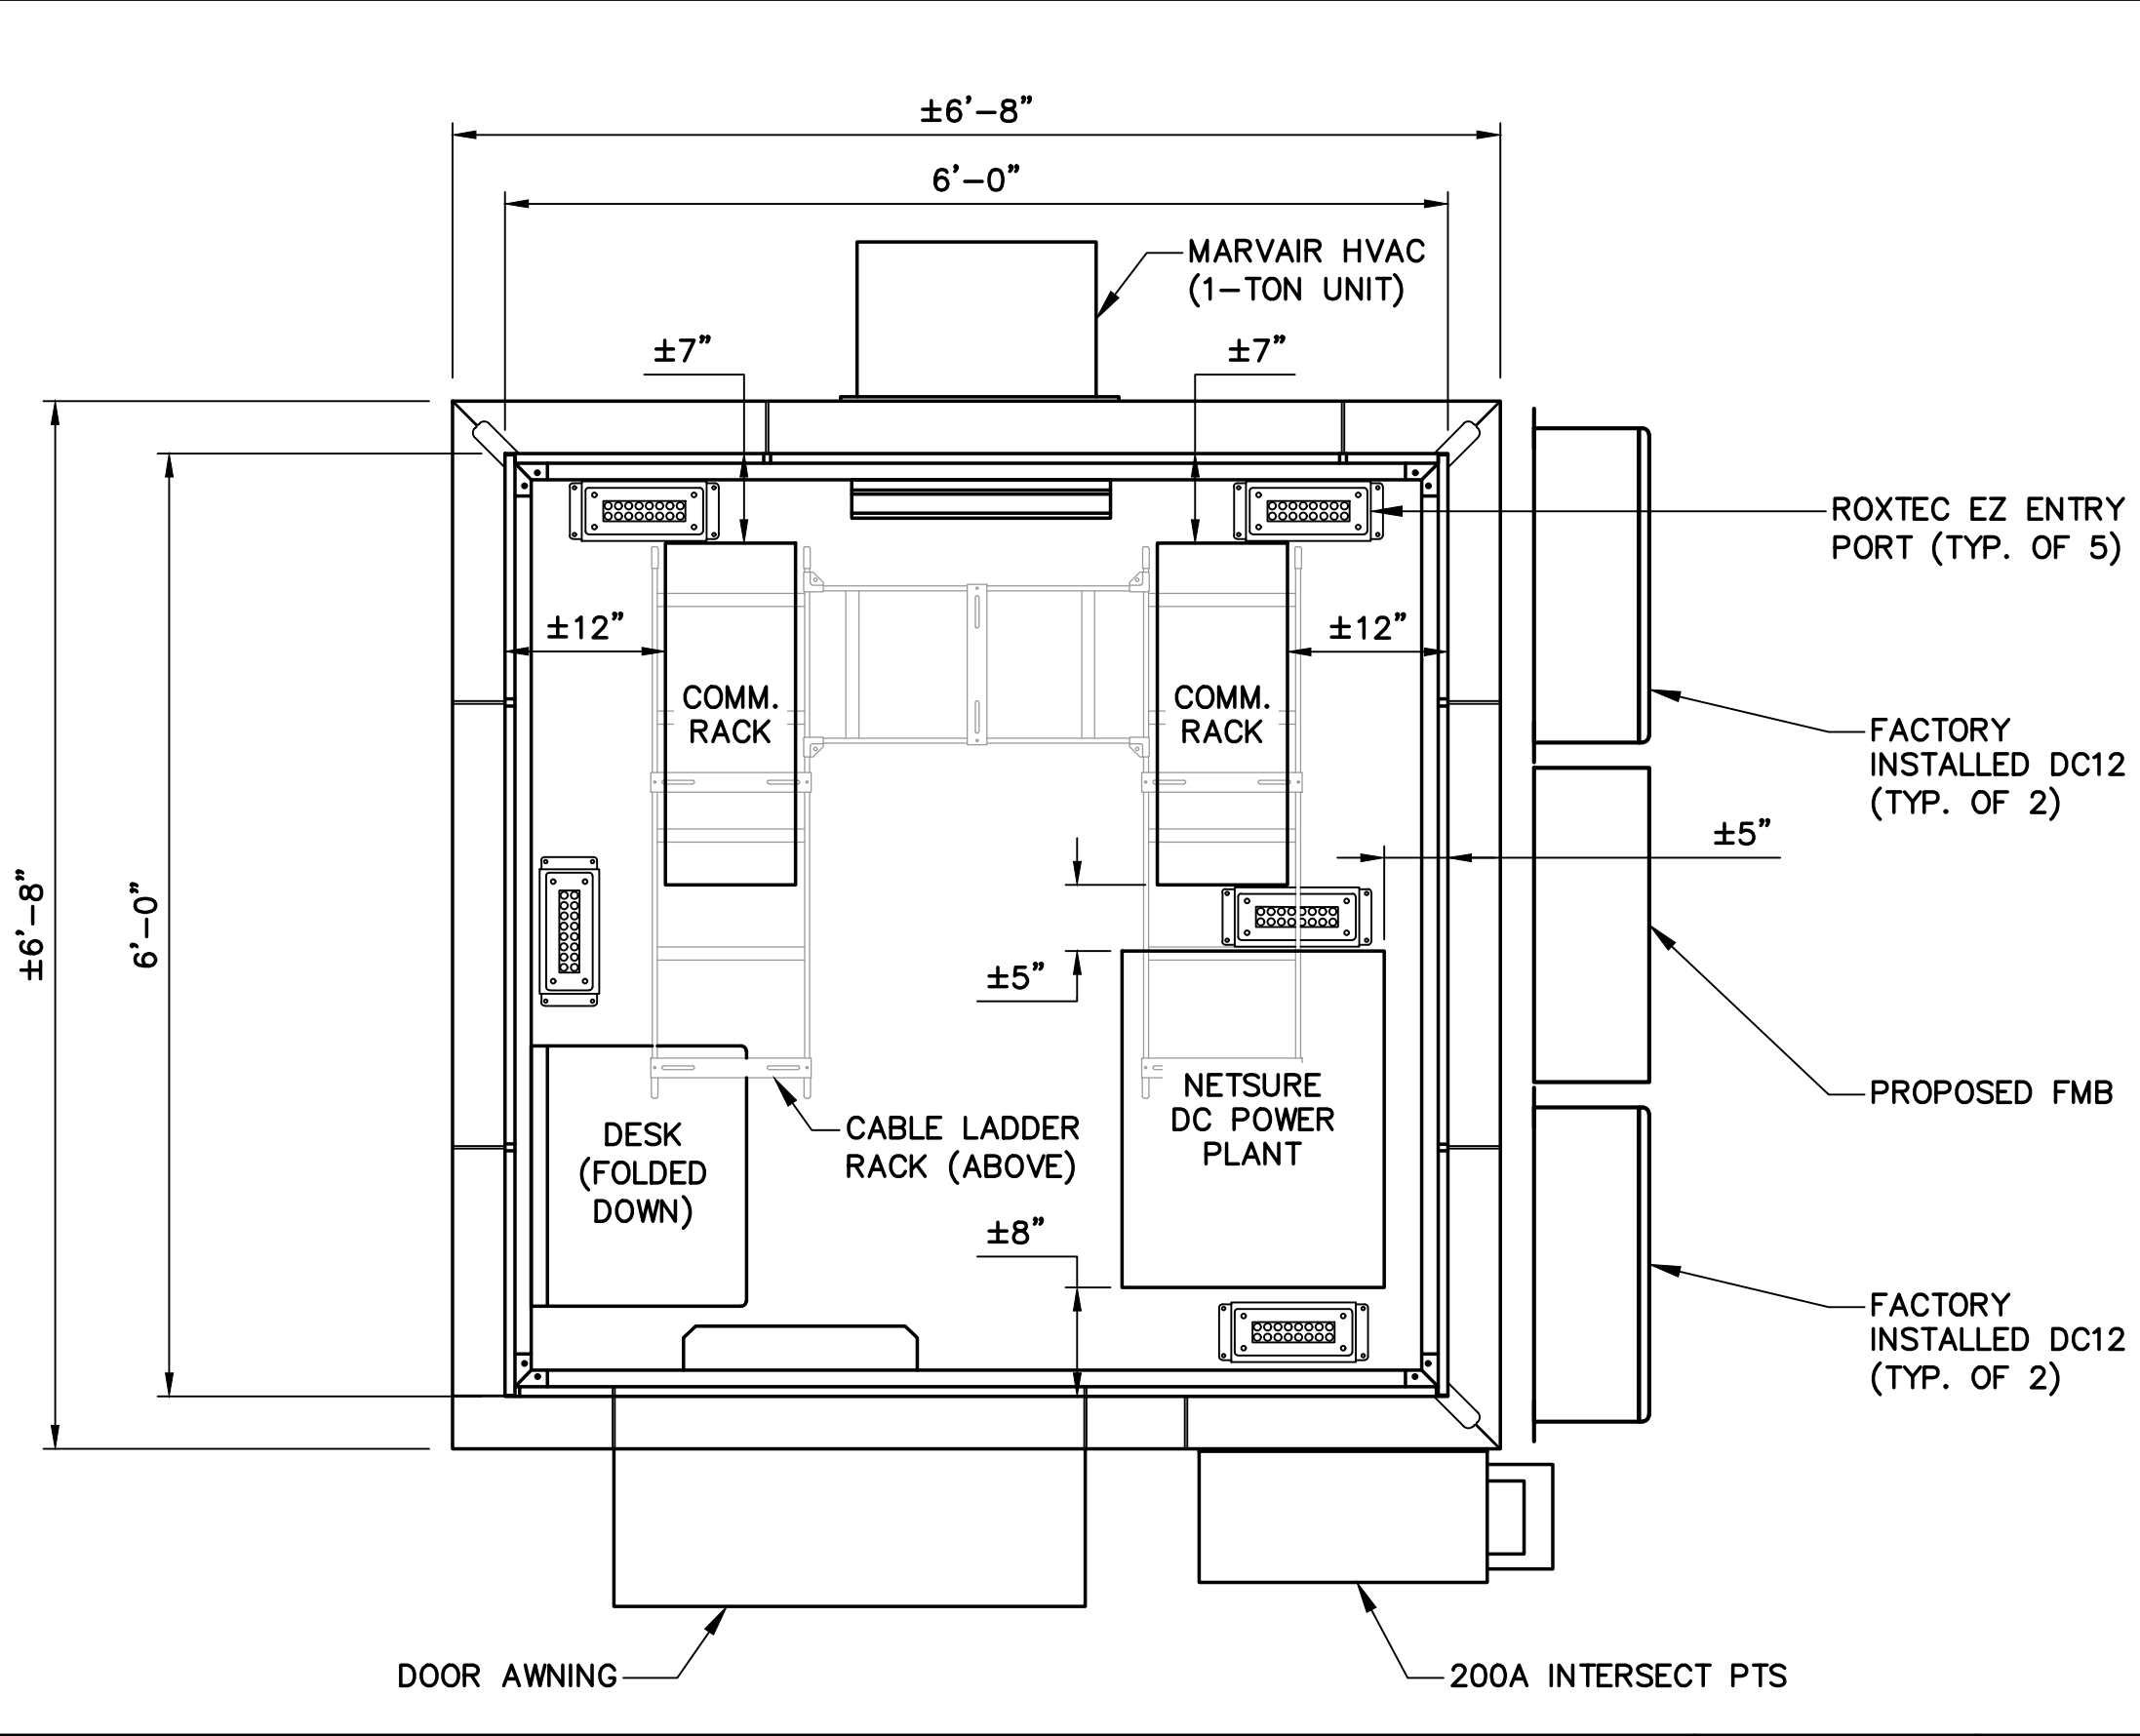 ±6'-8"
6'-0"
MARVAIR HVAC
(1-TON UNIT)
±7"
±7"
ROXTEC EZ ENTRY
PORT (TYP. OF 5)
±12"
±12"
COMM.
RACK
COMM.
RACK
FACTORY
INSTALLED DC12
(TYP. OF 2)
±5"
±6'-8"
6'-0"
±5"
NETSURE
DC POWER
PLANT
PROPOSED FMB
DESK
(FOLDED
DOWN)
CABLE LADDER
RACK (ABOVE)
±8"
FACTORY
INSTALLED DC12
(TYP. OF 2)
DOOR AWNING
200A INTERSECT PTS